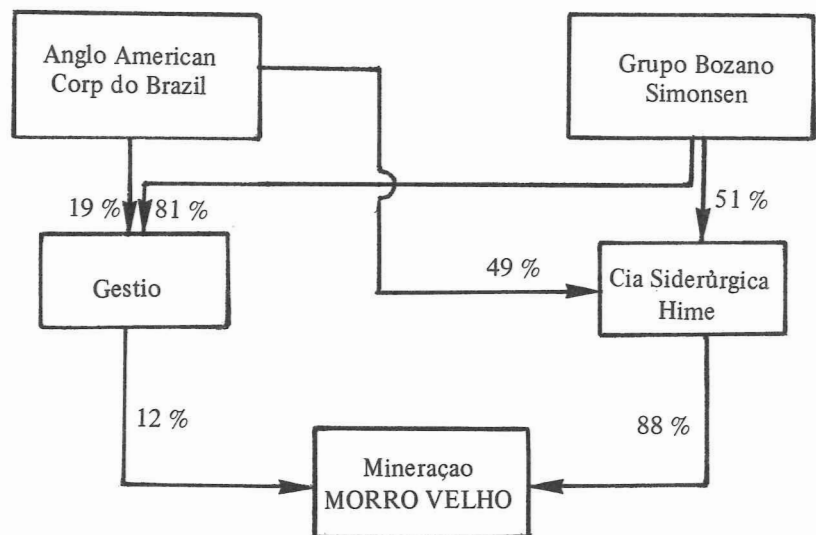 Anglo American
Corp do Brazil
Grupo Bozano
Simonsen
19 %
81 %
51 %
Gestio
49 %
Cia Siderùrgica
Hime
12 %
88 %
Mineraçao
MORRO VELHO